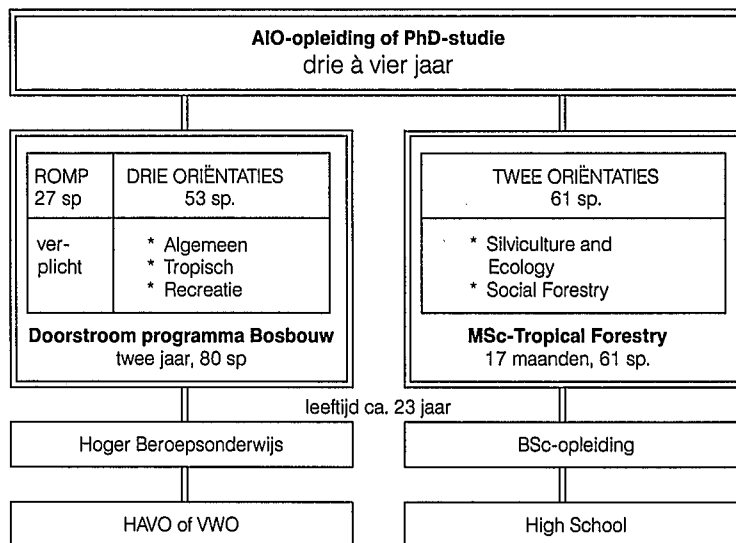 AIO-opleiding of PhD-studie
drie à vier jaar
ROMP
27 sp
DRIE ORIËNTATIES
53 sp.
ver-
plicht
* Algemeen
* Tropisch
* Recreatie
Doorstroom programma Bosbouw
twee jaar, 80 sp
TWEE ORIËNTATIES
61 sp.
* Silviculture and
Ecology
* Social Forestry
MSc-Tropical Forestry
17 maanden, 61 sp.
leeftijd ca. 23 jaar
Hoger Beroepsonderwijs
BSc-opleiding
HAVO of VWO
High School